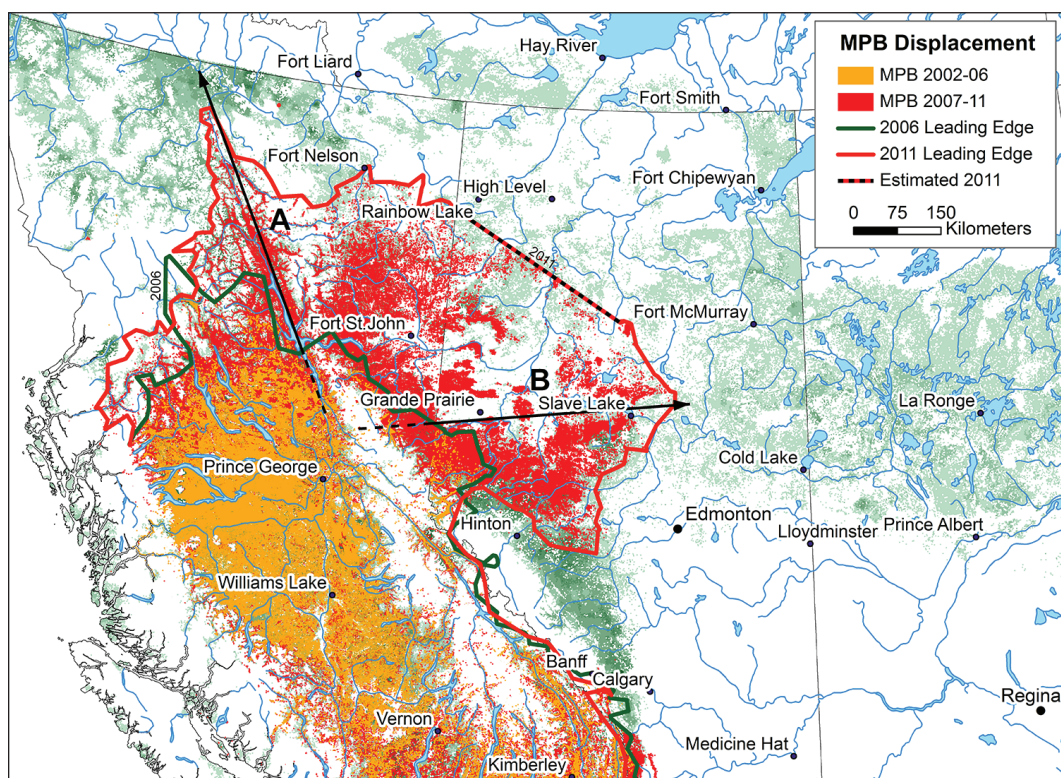 Hay River
Fort Liard
Fort Smith
Fort Nelson
High Level
Fort Chipewyan
Rainbow Lake
A
2011
2006
Fort St.John
Fort McMurray
B
Grande Prairie
Slave Lake
La Ronge
Cold Lake
Prince George
Hinton
Edmonton
Lloydminster
Prince Albert
Williams Lake
Banff
Calgary
Regina
Vernon
Medicine Hat
Kimberley
MPB Displacement
MPB 2002-06
MPB 2007-11
2006 Leading Edge
2011 Leading Edge
Estimated 2011
0 75 150
Kilometers